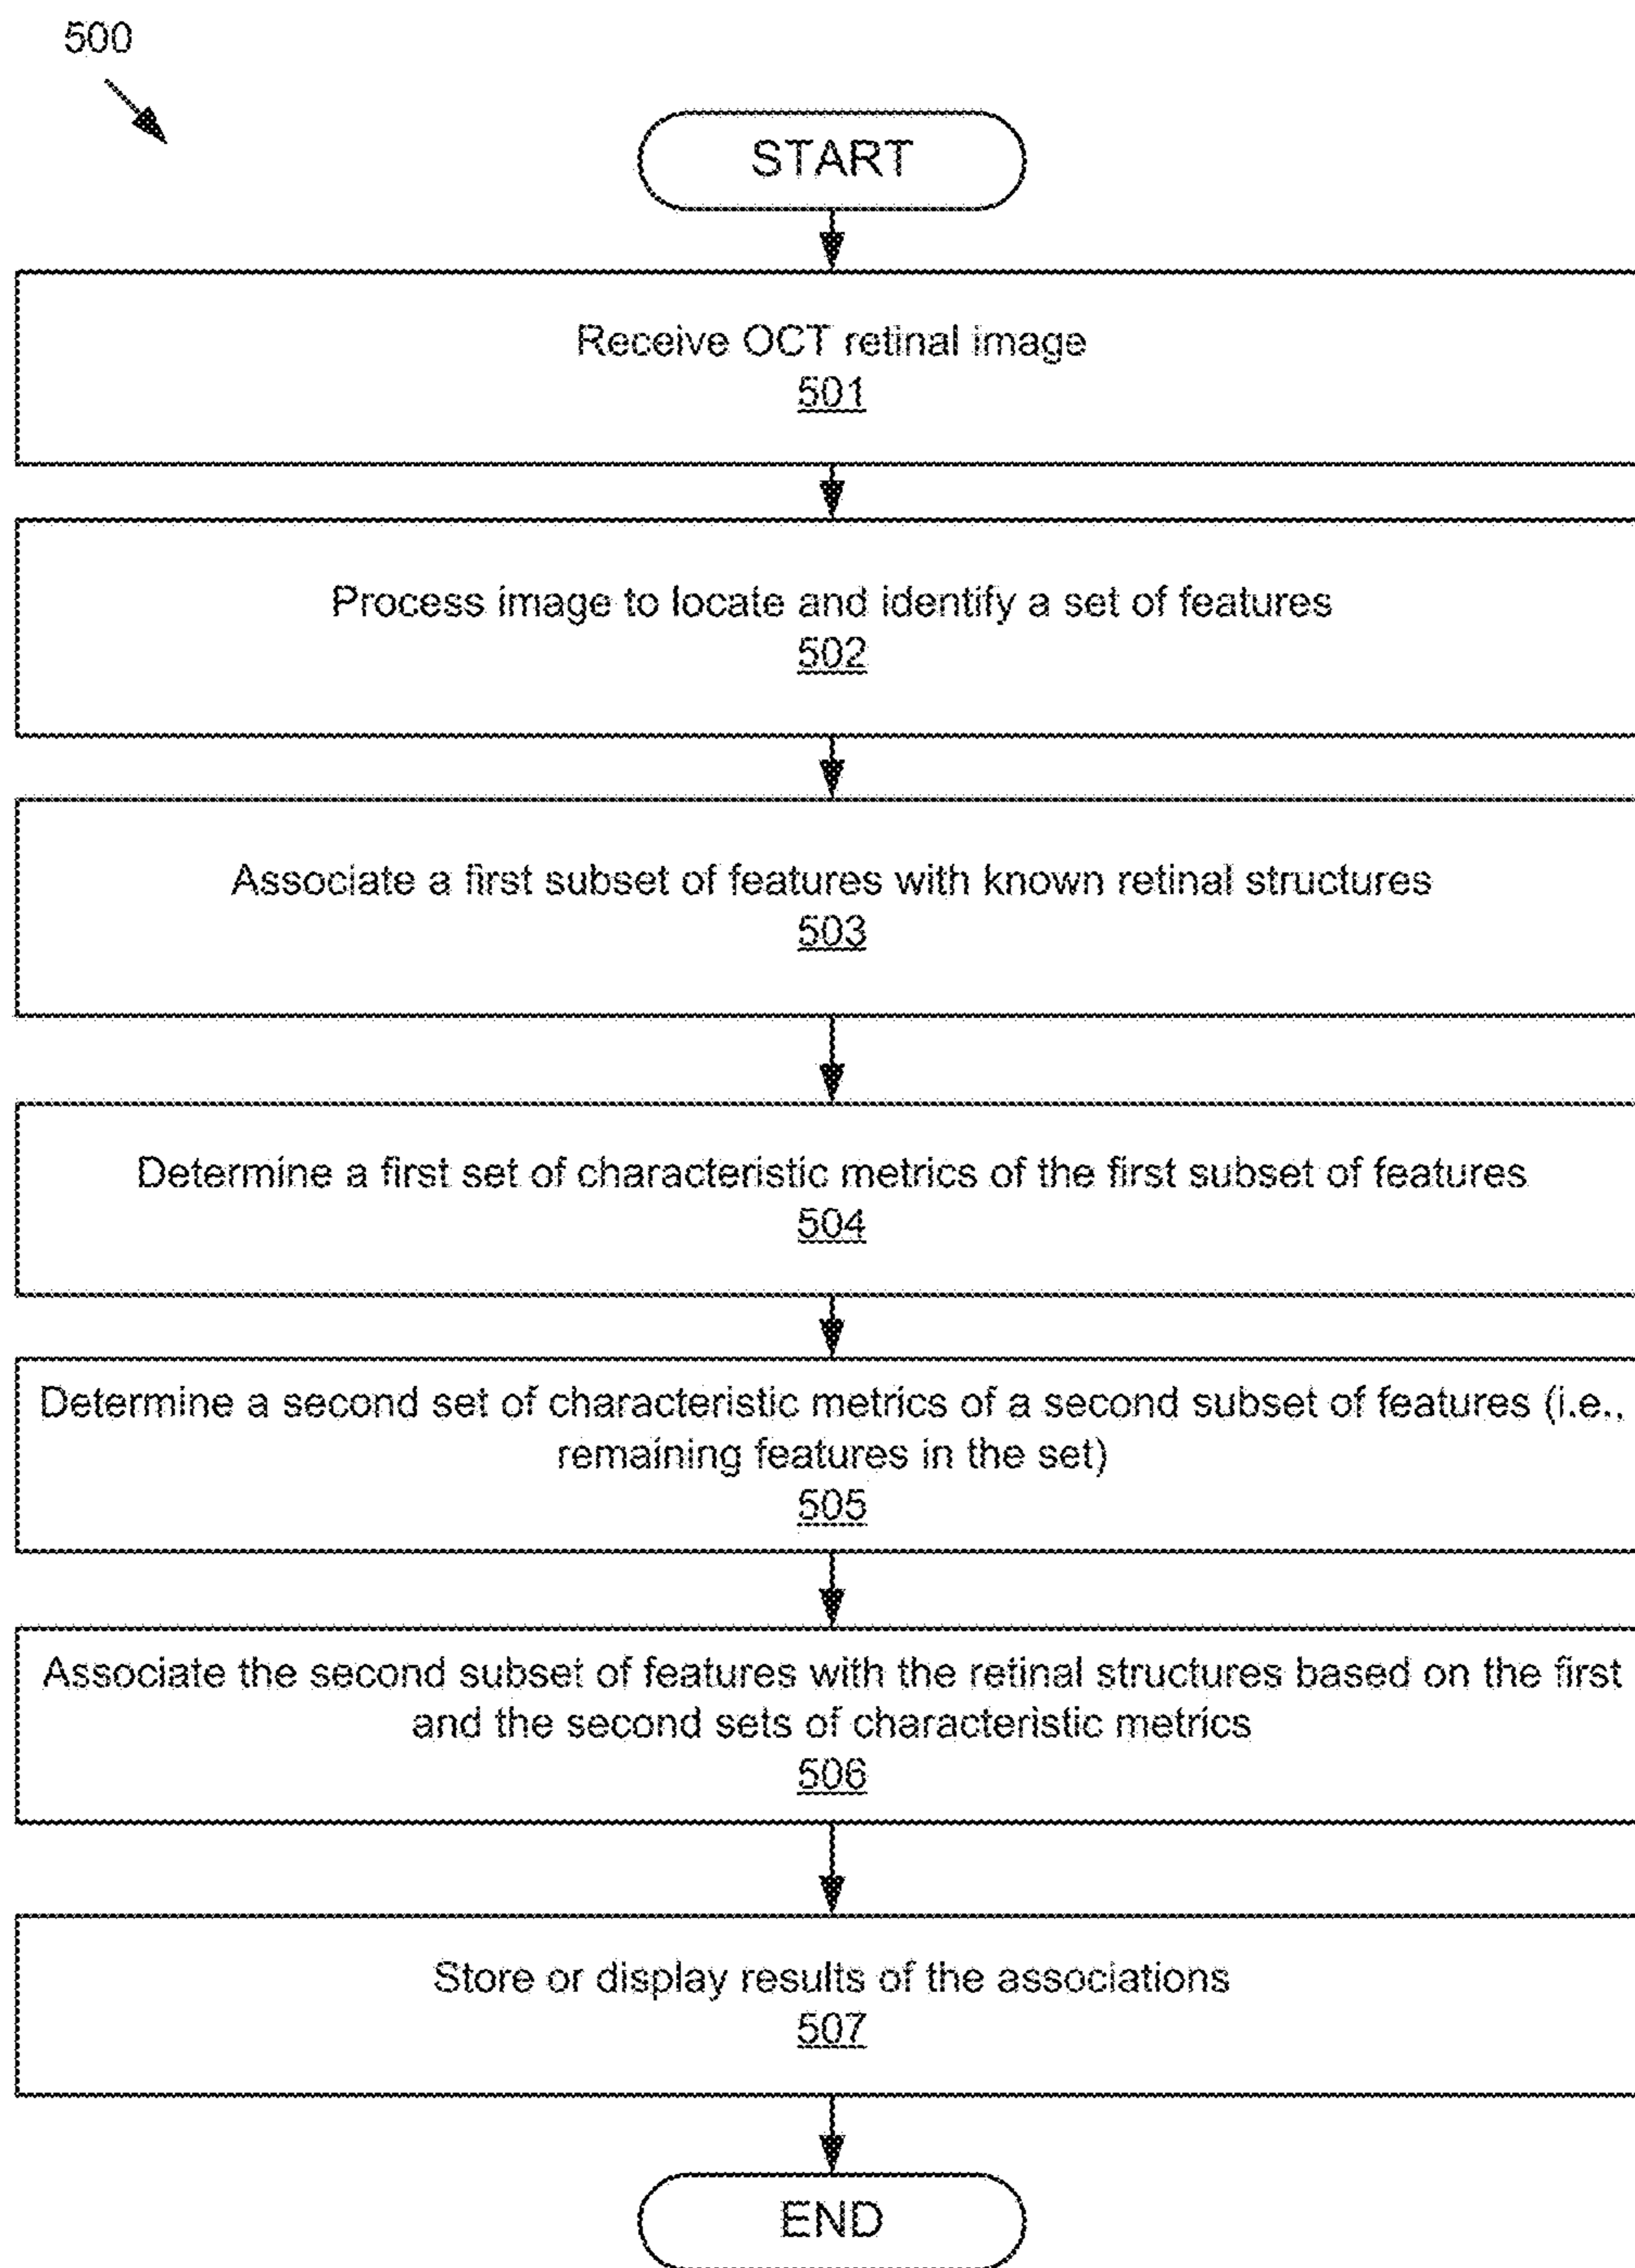 500
START
Receive OCT retinal image
501
Process image to locate and identify a set of features
502
Associate a first subset of features with known retinal structures
503
Determine a first set of characteristic metrics of the first subset of features
504
Determine a second set of characteristic metrics of a second subset of features (i.e.,
remaining features in the set)
505
Associate the second subset of features with the retinal structures based on the first
and the second sets of characteristic metrics
506
Store or display results of the associations
507
END